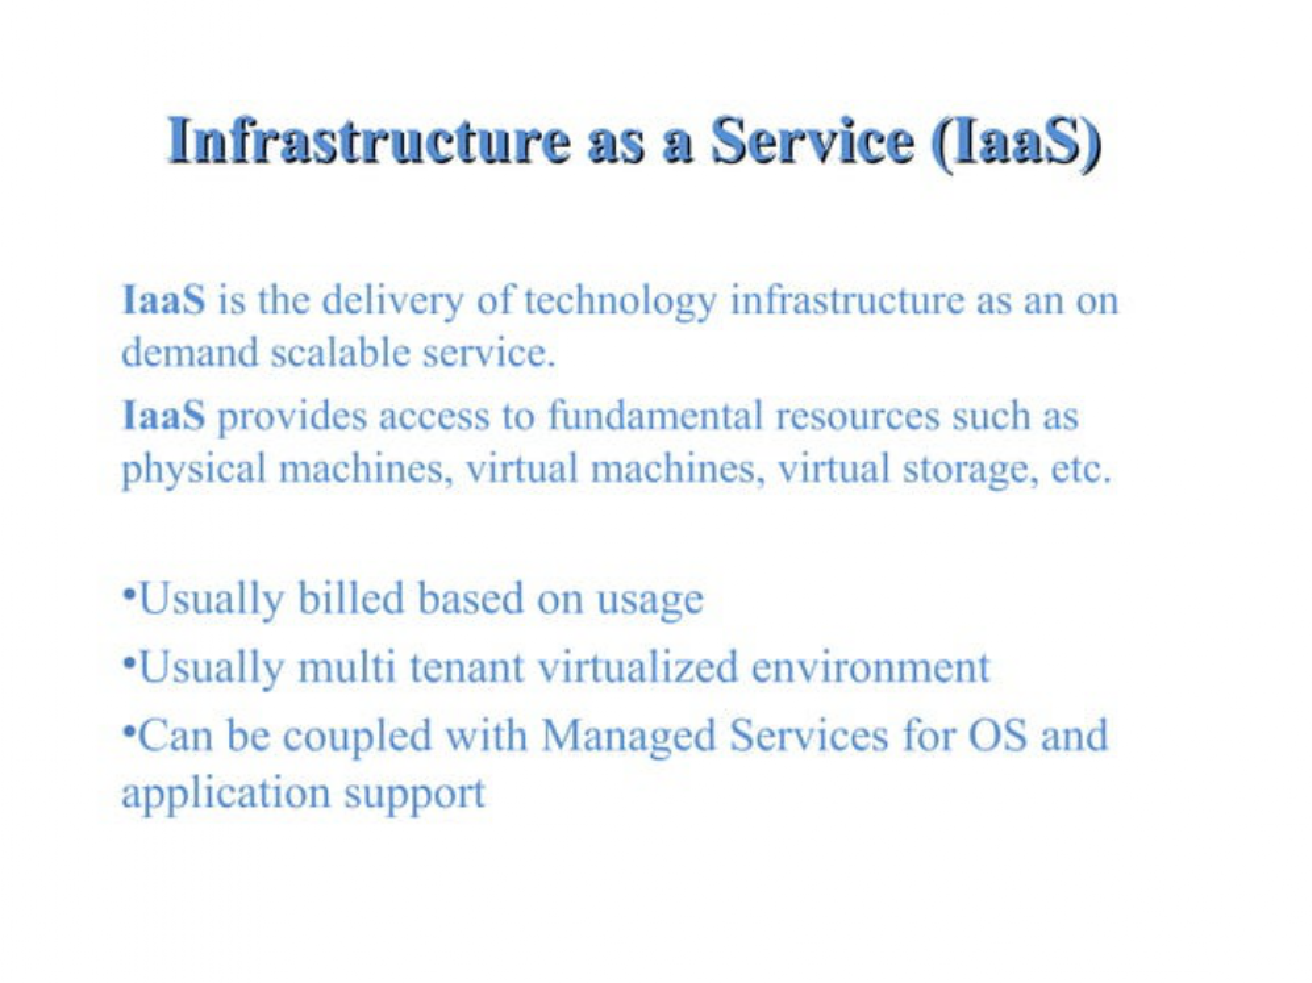 Infrastructure as a Service (IaaS)
IaaS is the delivery of technology infrastructure as an on
demand scalable service.
IaaS provides access to fundamental resources such as
physical machines, virtual machines, virtual storage, etc.
•Usually billed based on usage
•Usually multi tenant virtualized environment
•Can be coupled with Managed Services for OS and
application support